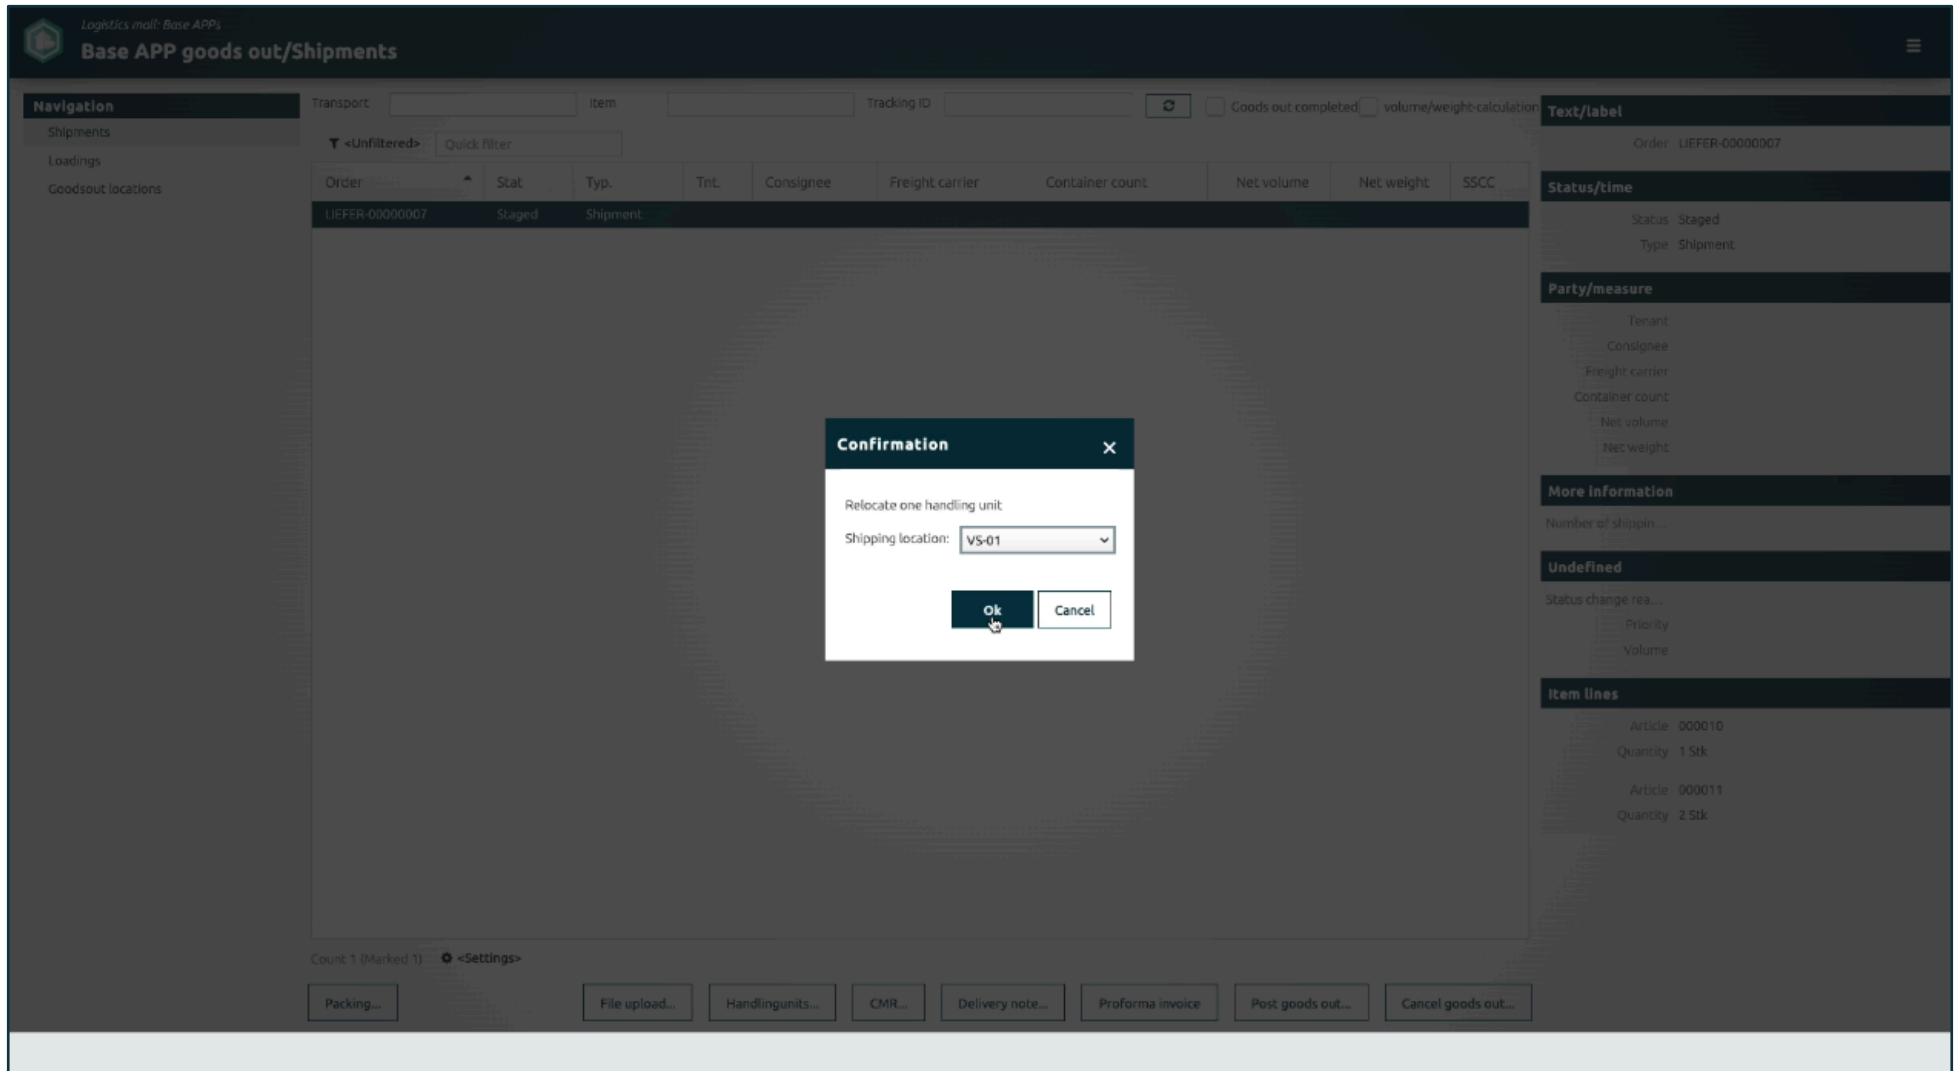 Logistics mall: Base APPs
Base APP goods out/Shipments
Navigation
Shipments
Loadings
Goodsout locations
Transport Item Tracking ID Goods out completed volume/weight-calculation
<Unfiltered> Quick filter
Order Stat Typ. Tnt. Consignee Freight carrier Container count Net volume Net weight SSCC
LIEFER-00000007 Staged Shipment
Confirmation
Relocate one handling unit
Shipping location: VS-01
Ok Cancel
Count 1 (Marked 1) <Settings>
Packing... File upload... Handlingunits... CMR... Delivery note... Proforma invoice Post goods out... Cancel goods out...
Text/label
Order LIEFER-00000007
Status/time
Status Staged
Type Shipment
Party/measure
Tenant
Consignee
Freight carrier
Container count
Net volume
Net weight
More information
Number of shippin...
Undefined
Status change rea...
Priority
Volume
Item lines
Article 000010
Quantity 1 Stk
Article 000011
Quantity 2 Stk